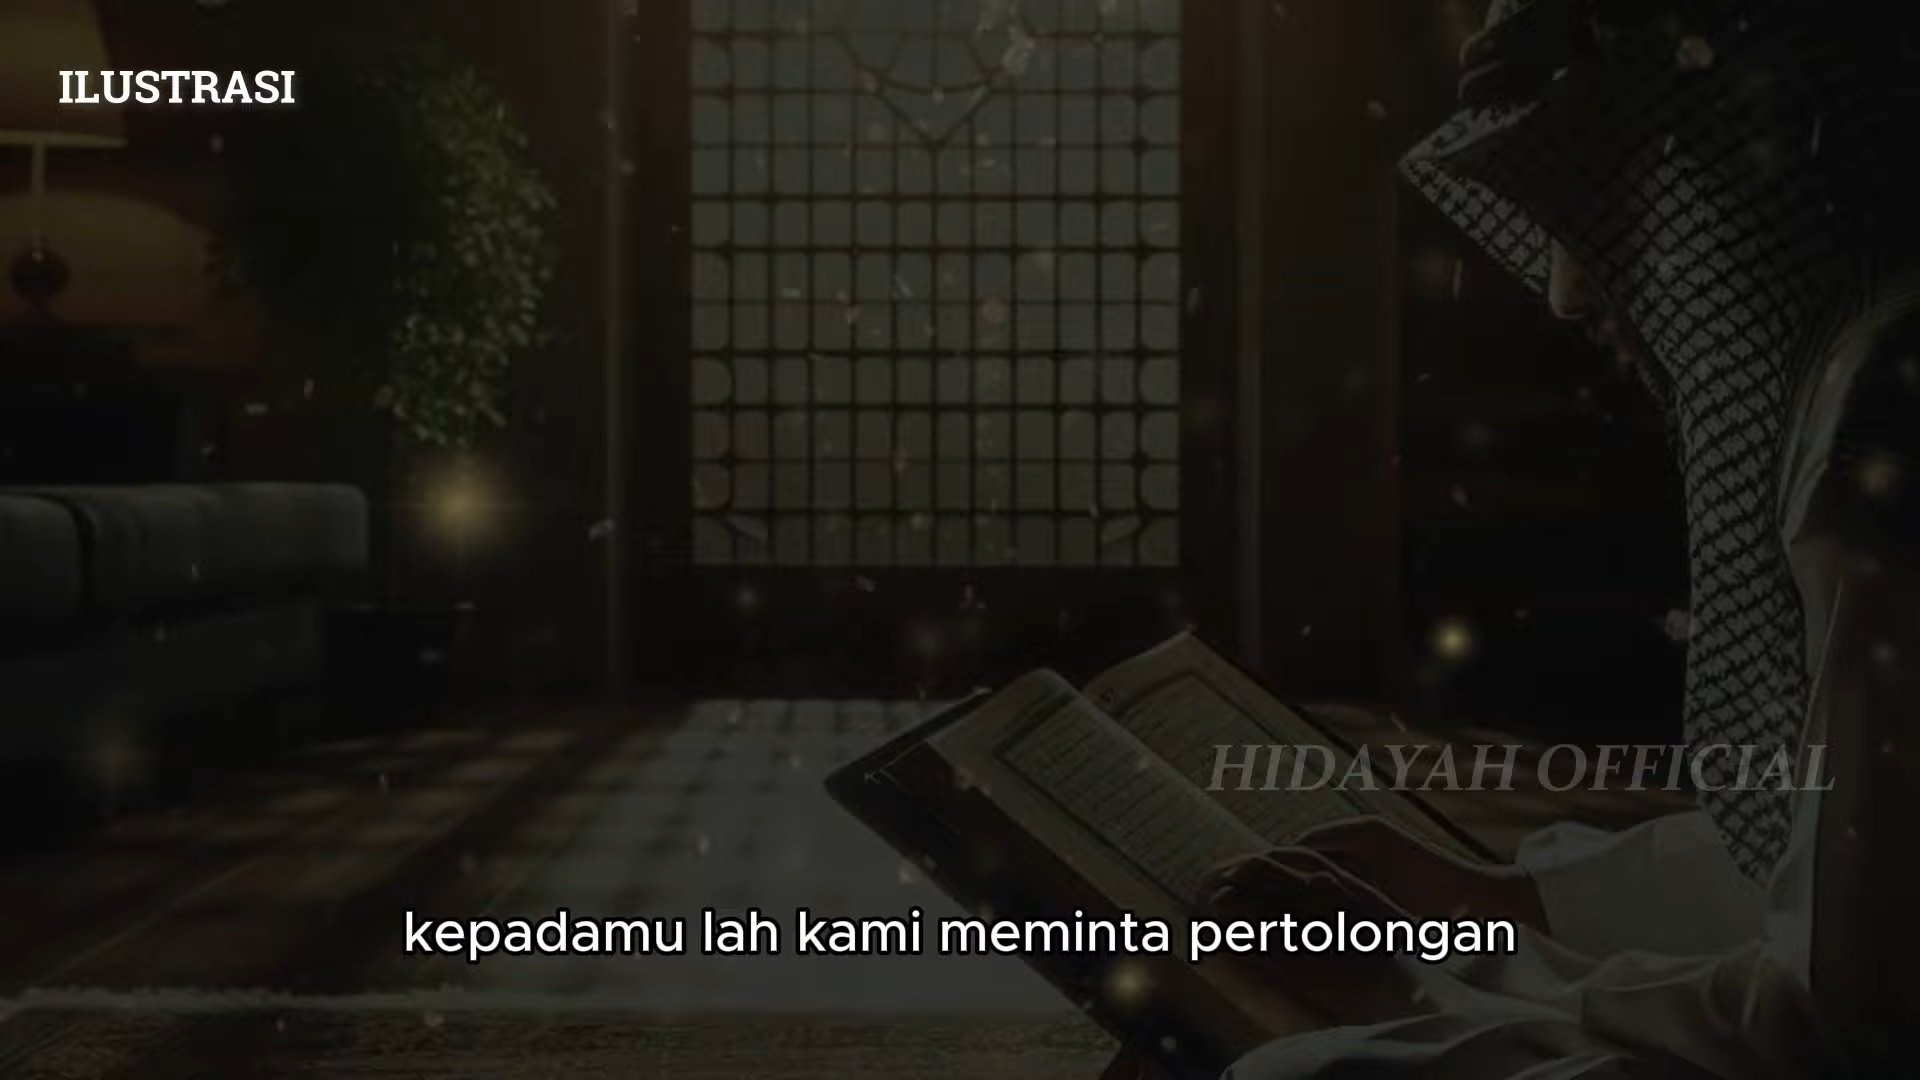 ILUSTRASI
HIDAYAH OFFICIAL
kepadamu lah kami meminta pertolongan